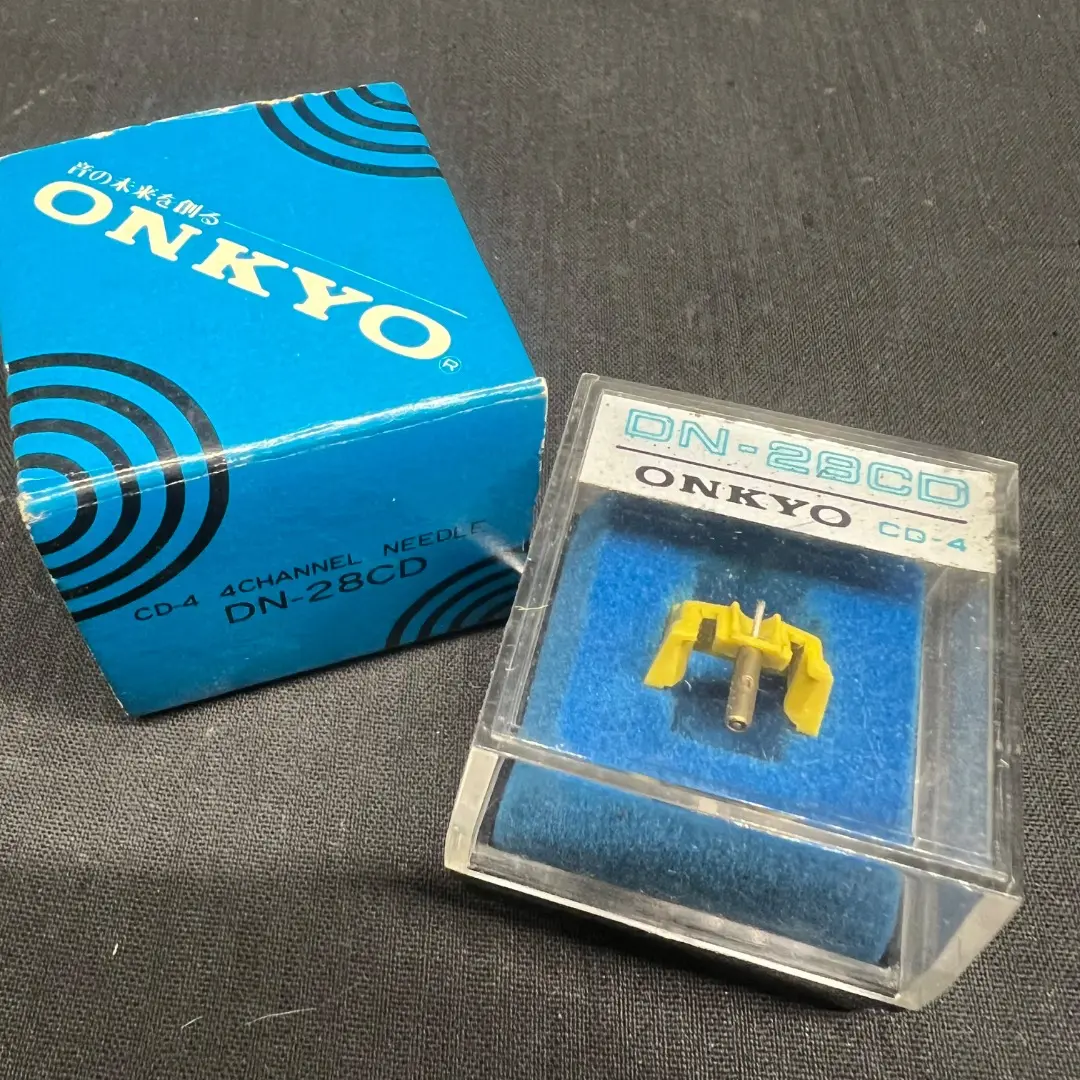 音の未来を創る
ONKYO®
CD-4 4CHANNEL NEEDLE
DN-28CD
DN-28CD
ONKYO CD-4